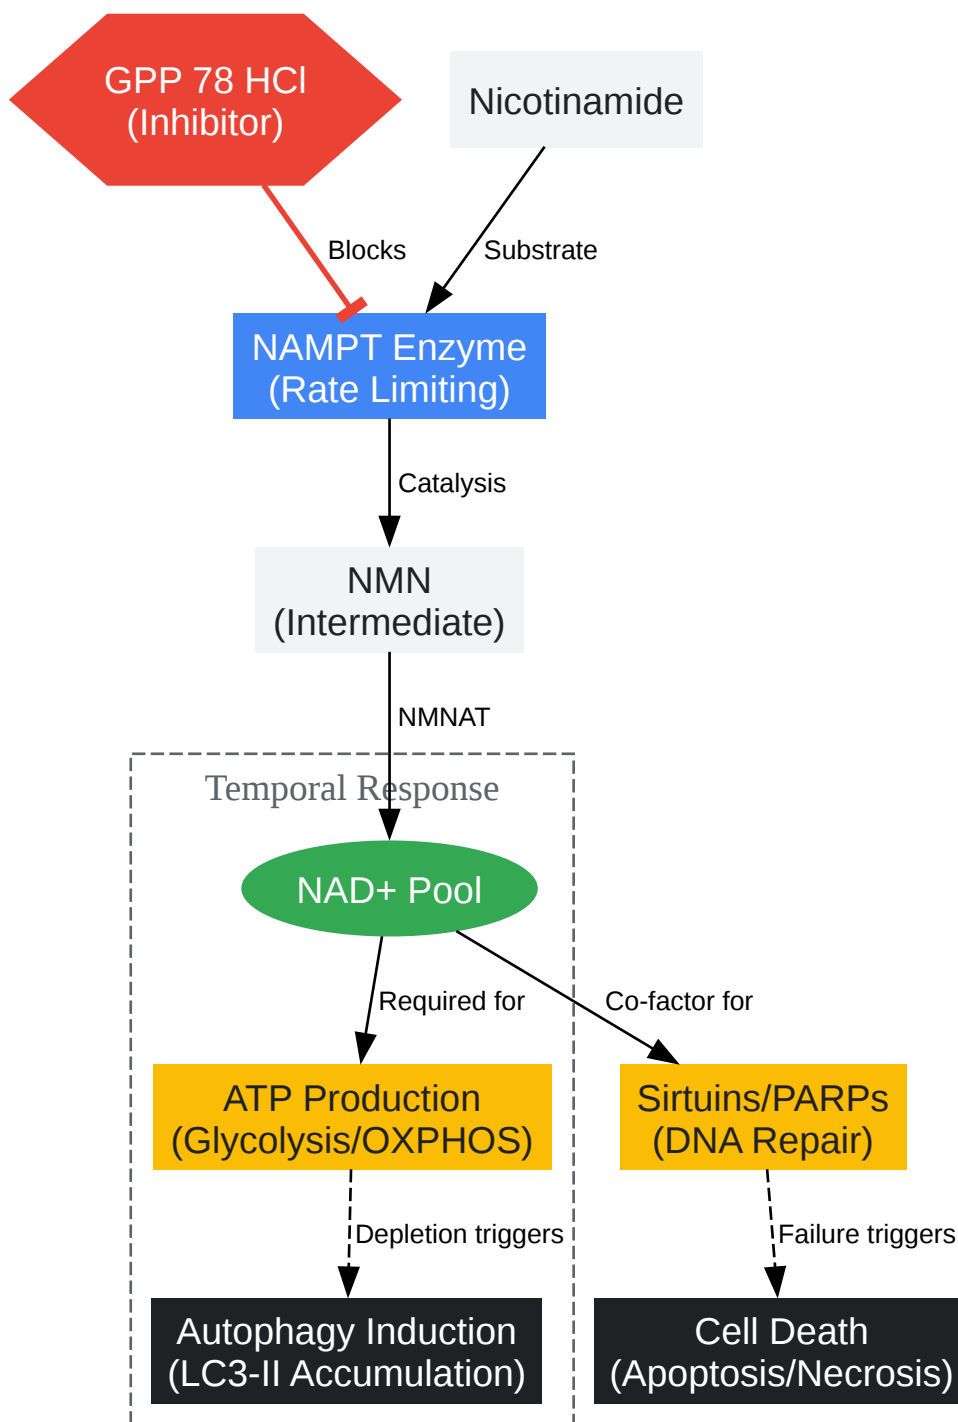 GPP 78 HCl
(Inhibitor)
Nicotinamide
Blocks
Substrate
NAMPT Enzyme
(Rate Limiting)
Catalysis
NMN
(Intermediate)
NMNAT
Temporal Response
NAD+ Pool
Required for
Co-factor for
ATP Production
(Glycolysis/OXPHOS)
Sirtuins/PARPs
(DNA Repair)
Depletion triggers
Failure triggers
Autophagy Induction
(LC3-II Accumulation)
Cell Death
(Apoptosis/Necrosis)